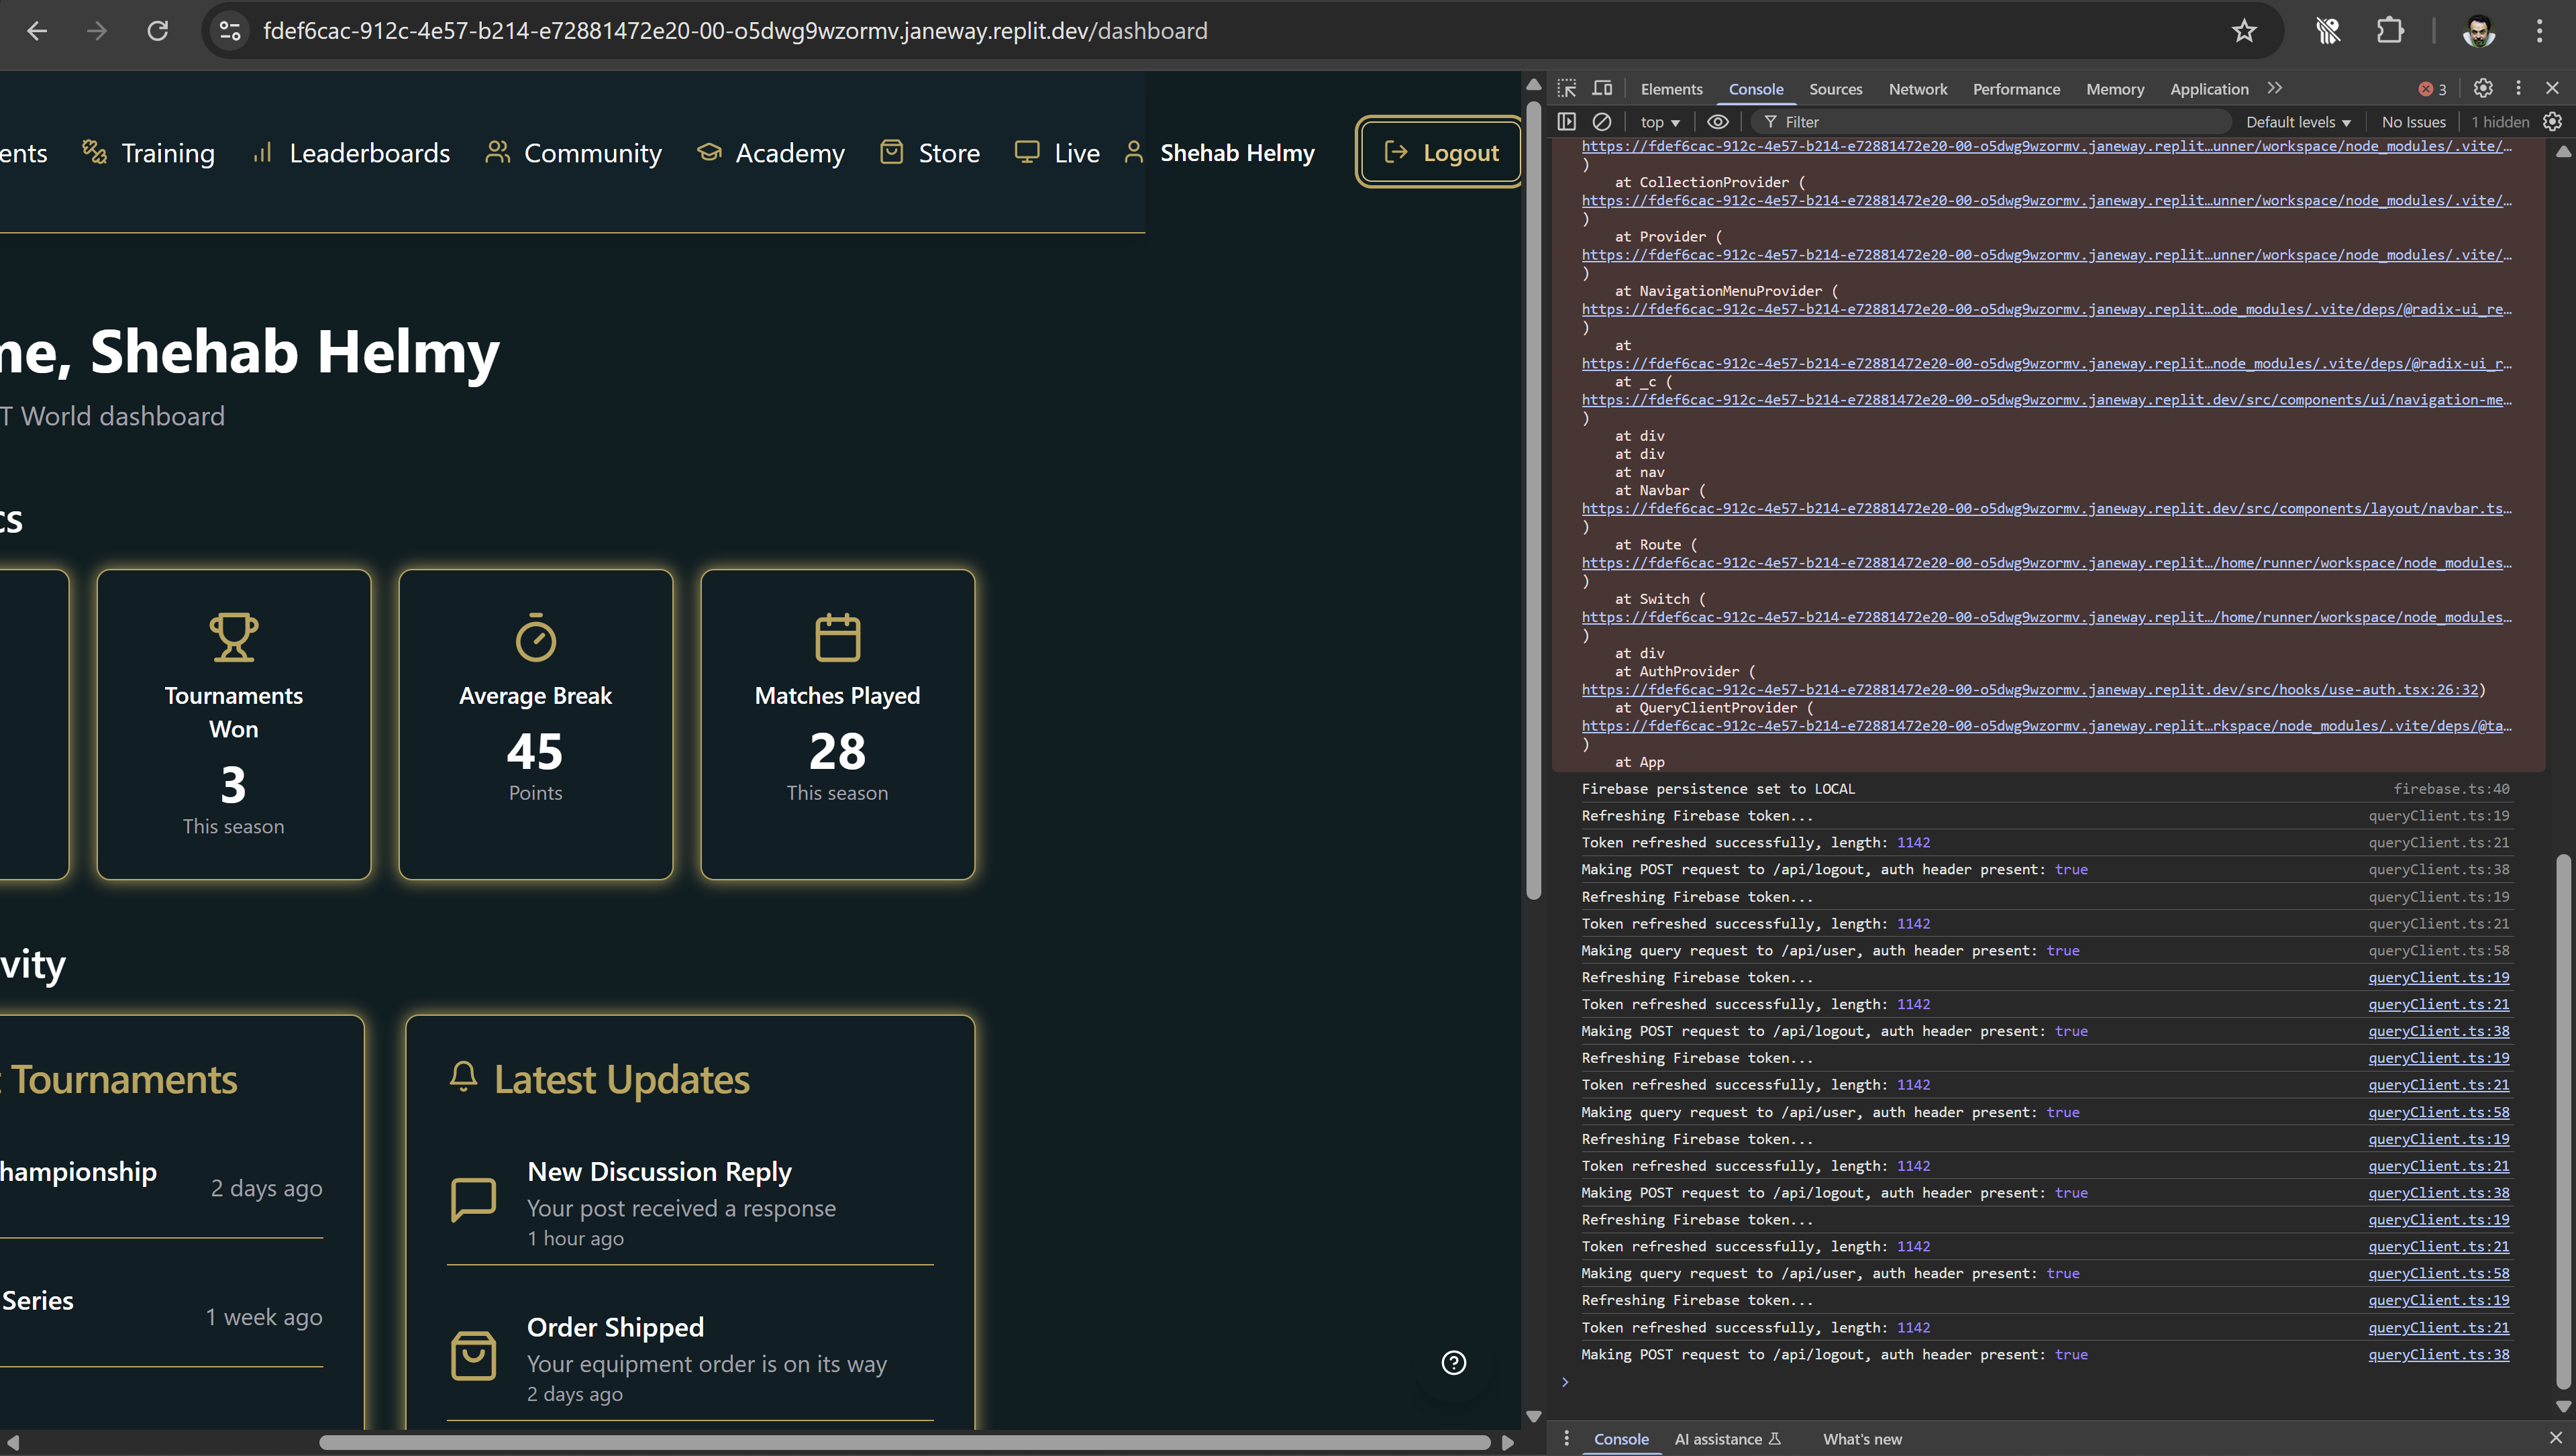 fdef6cac-912c-4e57-b214-e72881472e20-00-o5dwg9wzormv.janeway.replit.dev/dashboard
ents
Training
Leaderboards
Community
Academy
Store
Live
Shehab Helmy
Logout
me, Shehab Helmy
T World dashboard
cs
Tournaments
Won
3
This season
Average Break
45
Points
Matches Played
28
This season
vity
Tournaments
hampionship
2 days ago
Series
1 week ago
Latest Updates
New Discussion Reply
Your post received a response
1 hour ago
Order Shipped
Your equipment order is on its way
2 days ago
Elements Console Sources Network Performance Memory Application 3
top Filter Default levels No Issues 1 hidden
https://fdef6cac-912c-4e57-b214-e72881472e20-00-o5dwg9wzormv.janeway.replit…unner/workspace/node_modules/.vite/…
)
at CollectionProvider (
https://fdef6cac-912c-4e57-b214-e72881472e20-00-o5dwg9wzormv.janeway.replit…unner/workspace/node_modules/.vite/…
)
at Provider (
https://fdef6cac-912c-4e57-b214-e72881472e20-00-o5dwg9wzormv.janeway.replit…unner/workspace/node_modules/.vite/…
)
at NavigationMenuProvider (
https://fdef6cac-912c-4e57-b214-e72881472e20-00-o5dwg9wzormv.janeway.replit…ode_modules/.vite/deps/@radix-ui_re…
)
at
https://fdef6cac-912c-4e57-b214-e72881472e20-00-o5dwg9wzormv.janeway.replit…node_modules/.vite/deps/@radix-ui_r…
at _c (
https://fdef6cac-912c-4e57-b214-e72881472e20-00-o5dwg9wzormv.janeway.replit.dev/src/components/ui/navigation-me…
)
at div
at div
at nav
at Navbar (
https://fdef6cac-912c-4e57-b214-e72881472e20-00-o5dwg9wzormv.janeway.replit.dev/src/components/layout/navbar.ts…
)
at Route (
https://fdef6cac-912c-4e57-b214-e72881472e20-00-o5dwg9wzormv.janeway.replit…/home/runner/workspace/node_modules…
)
at Switch (
https://fdef6cac-912c-4e57-b214-e72881472e20-00-o5dwg9wzormv.janeway.replit…/home/runner/workspace/node_modules…
)
at div
at AuthProvider (
https://fdef6cac-912c-4e57-b214-e72881472e20-00-o5dwg9wzormv.janeway.replit.dev/src/hooks/use-auth.tsx:26:32)
at QueryClientProvider (
https://fdef6cac-912c-4e57-b214-e72881472e20-00-o5dwg9wzormv.janeway.replit…rkspace/node_modules/.vite/deps/@ta…
)
at App
Firebase persistence set to LOCAL firebase.ts:40
Refreshing Firebase token... queryClient.ts:19
Token refreshed successfully, length: 1142 queryClient.ts:21
Making POST request to /api/logout, auth header present: true queryClient.ts:38
Refreshing Firebase token... queryClient.ts:19
Token refreshed successfully, length: 1142 queryClient.ts:21
Making query request to /api/user, auth header present: true queryClient.ts:58
Refreshing Firebase token... queryClient.ts:19
Token refreshed successfully, length: 1142 queryClient.ts:21
Making POST request to /api/logout, auth header present: true queryClient.ts:38
Refreshing Firebase token... queryClient.ts:19
Token refreshed successfully, length: 1142 queryClient.ts:21
Making query request to /api/user, auth header present: true queryClient.ts:58
Refreshing Firebase token... queryClient.ts:19
Token refreshed successfully, length: 1142 queryClient.ts:21
Making POST request to /api/logout, auth header present: true queryClient.ts:38
Refreshing Firebase token... queryClient.ts:19
Token refreshed successfully, length: 1142 queryClient.ts:21
Making query request to /api/user, auth header present: true queryClient.ts:58
Refreshing Firebase token... queryClient.ts:19
Token refreshed successfully, length: 1142 queryClient.ts:21
Making POST request to /api/logout, auth header present: true queryClient.ts:38
Console AI assistance What's new